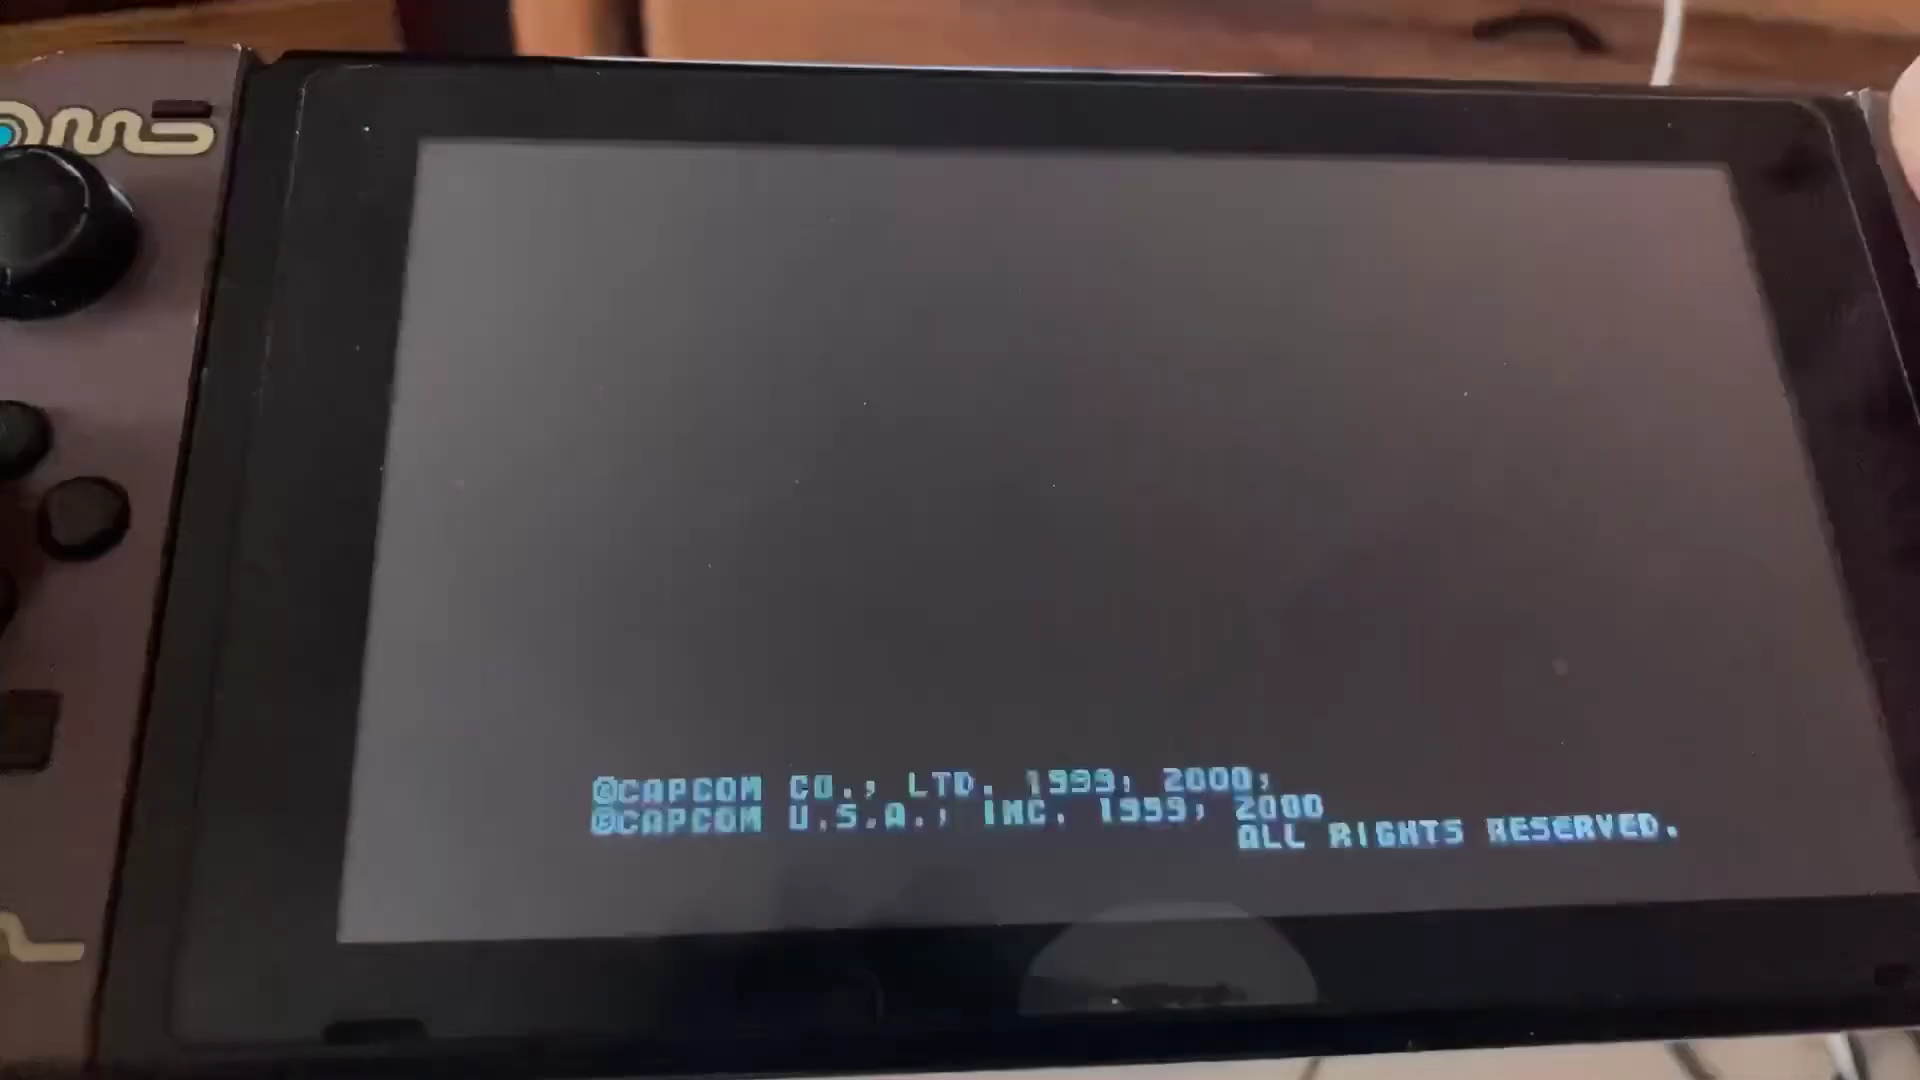 ©CAPCOM CO., LTD. 1999, 2000,
©CAPCOM U.S.A., INC. 1999, 2000
ALL RIGHTS RESERVED.